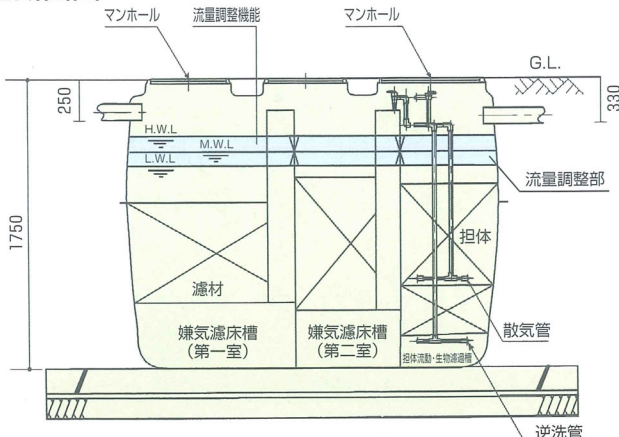 マンホール
流量調整機能
マンホール
G.L.
250
330
H.W.L
M.W.L
L.W.L
流量調整部
1750
担体
濾材
散気管
嫌気濾床槽
(第一室)
嫌気濾床槽
(第二室)
担体流動・生物濾過槽
逆洗管